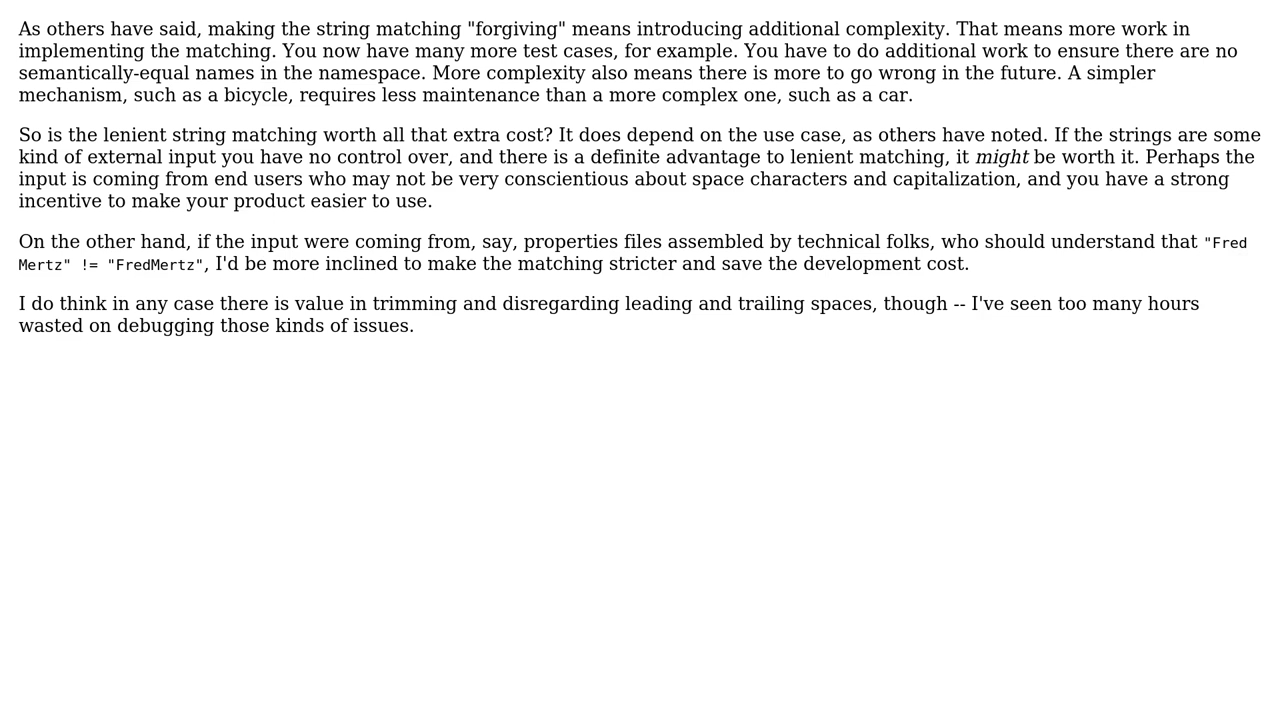 As others have said, making the string matching "forgiving" means introducing additional complexity. That means more work in
implementing the matching. You now have many more test cases, for example. You have to do additional work to ensure there are no
semantically-equal names in the namespace. More complexity also means there is more to go wrong in the future. A simpler
mechanism, such as a bicycle, requires less maintenance than a more complex one, such as a car.
So is the lenient string matching worth all that extra cost? It does depend on the use case, as others have noted. If the strings are some
kind of external input you have no control over, and there is a definite advantage to lenient matching, it might be worth it. Perhaps the
input is coming from end users who may not be very conscientious about space characters and capitalization, and you have a strong
incentive to make your product easier to use.
On the other hand, if the input were coming from, say, properties files assembled by technical folks, who should understand that "Fred
Mertz" != "FredMertz", I'd be more inclined to make the matching stricter and save the development cost.
I do think in any case there is value in trimming and disregarding leading and trailing spaces, though -- I've seen too many hours
wasted on debugging those kinds of issues.